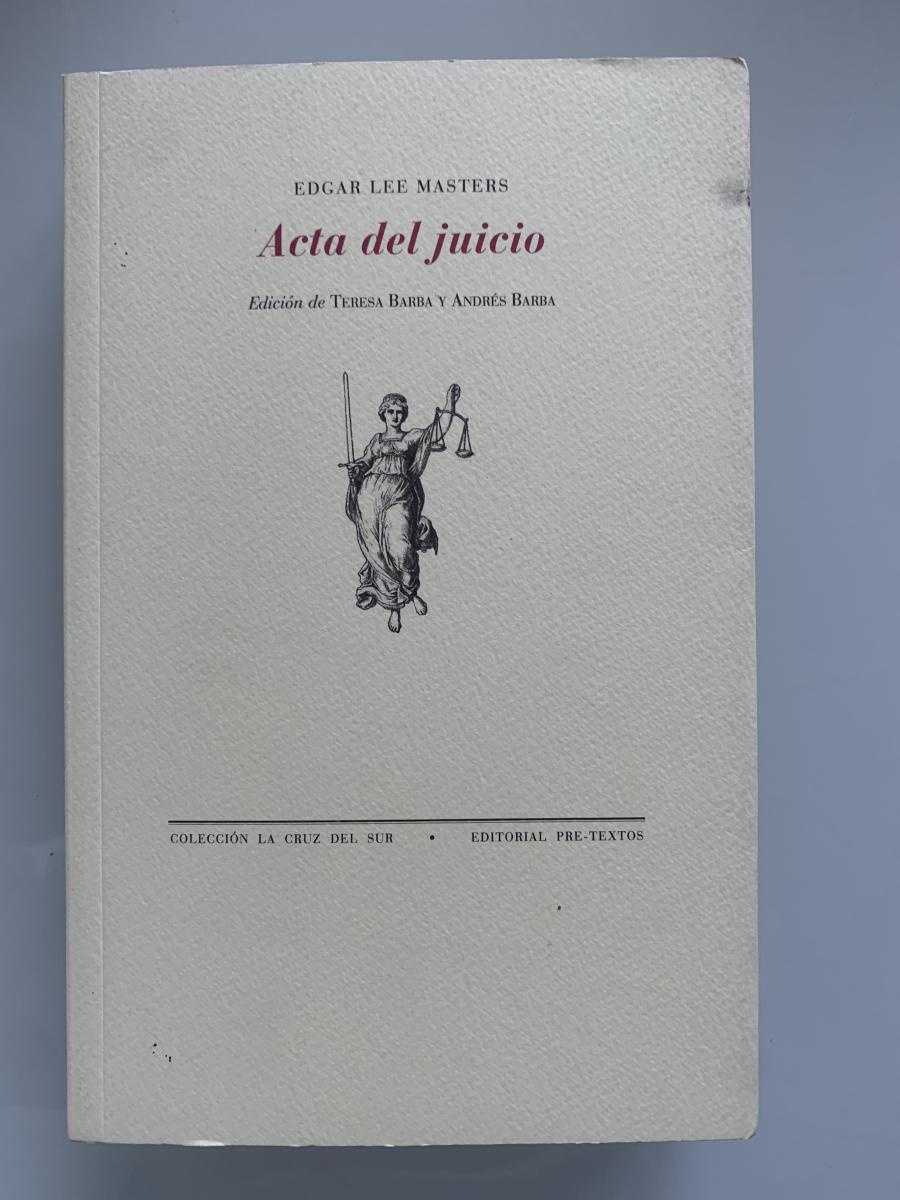 EDGAR LEE MASTERS
Acta del juicio
Edición de TERESA BARBA Y ANDRÉS BARBA
COLECCIÓN LA CRUZ DEL SUR • EDITORIAL PRE-TEXTOS